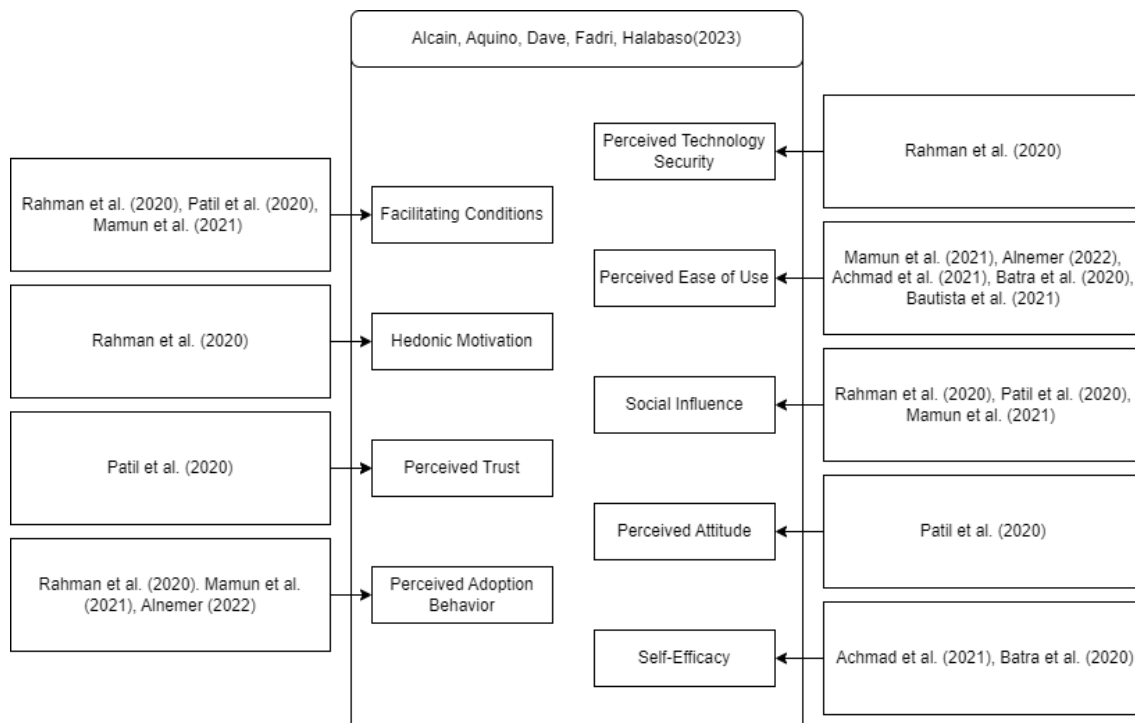 Alcain, Aquino, Dave, Fadri, Halabaso(2023)
Rahman et al. (2020), Patil et al. (2020),
Mamun et al. (2021)
Facilitating Conditions
Rahman et al. (2020)
Hedonic Motivation
Patil et al. (2020)
Perceived Trust
Rahman et al. (2020). Mamun et al.
(2021), Alnemer (2022)
Perceived Adoption
Behavior
Perceived Technology
Security
Rahman et al. (2020)
Perceived Ease of Use
Mamun et al. (2021), Alnemer (2022),
Achmad et al. (2021), Batra et al. (2020),
Bautista et al. (2021)
Social Influence
Rahman et al. (2020), Patil et al. (2020),
Mamun et al. (2021)
Perceived Attitude
Patil et al. (2020)
Self-Efficacy
Achmad et al. (2021), Batra et al. (2020)